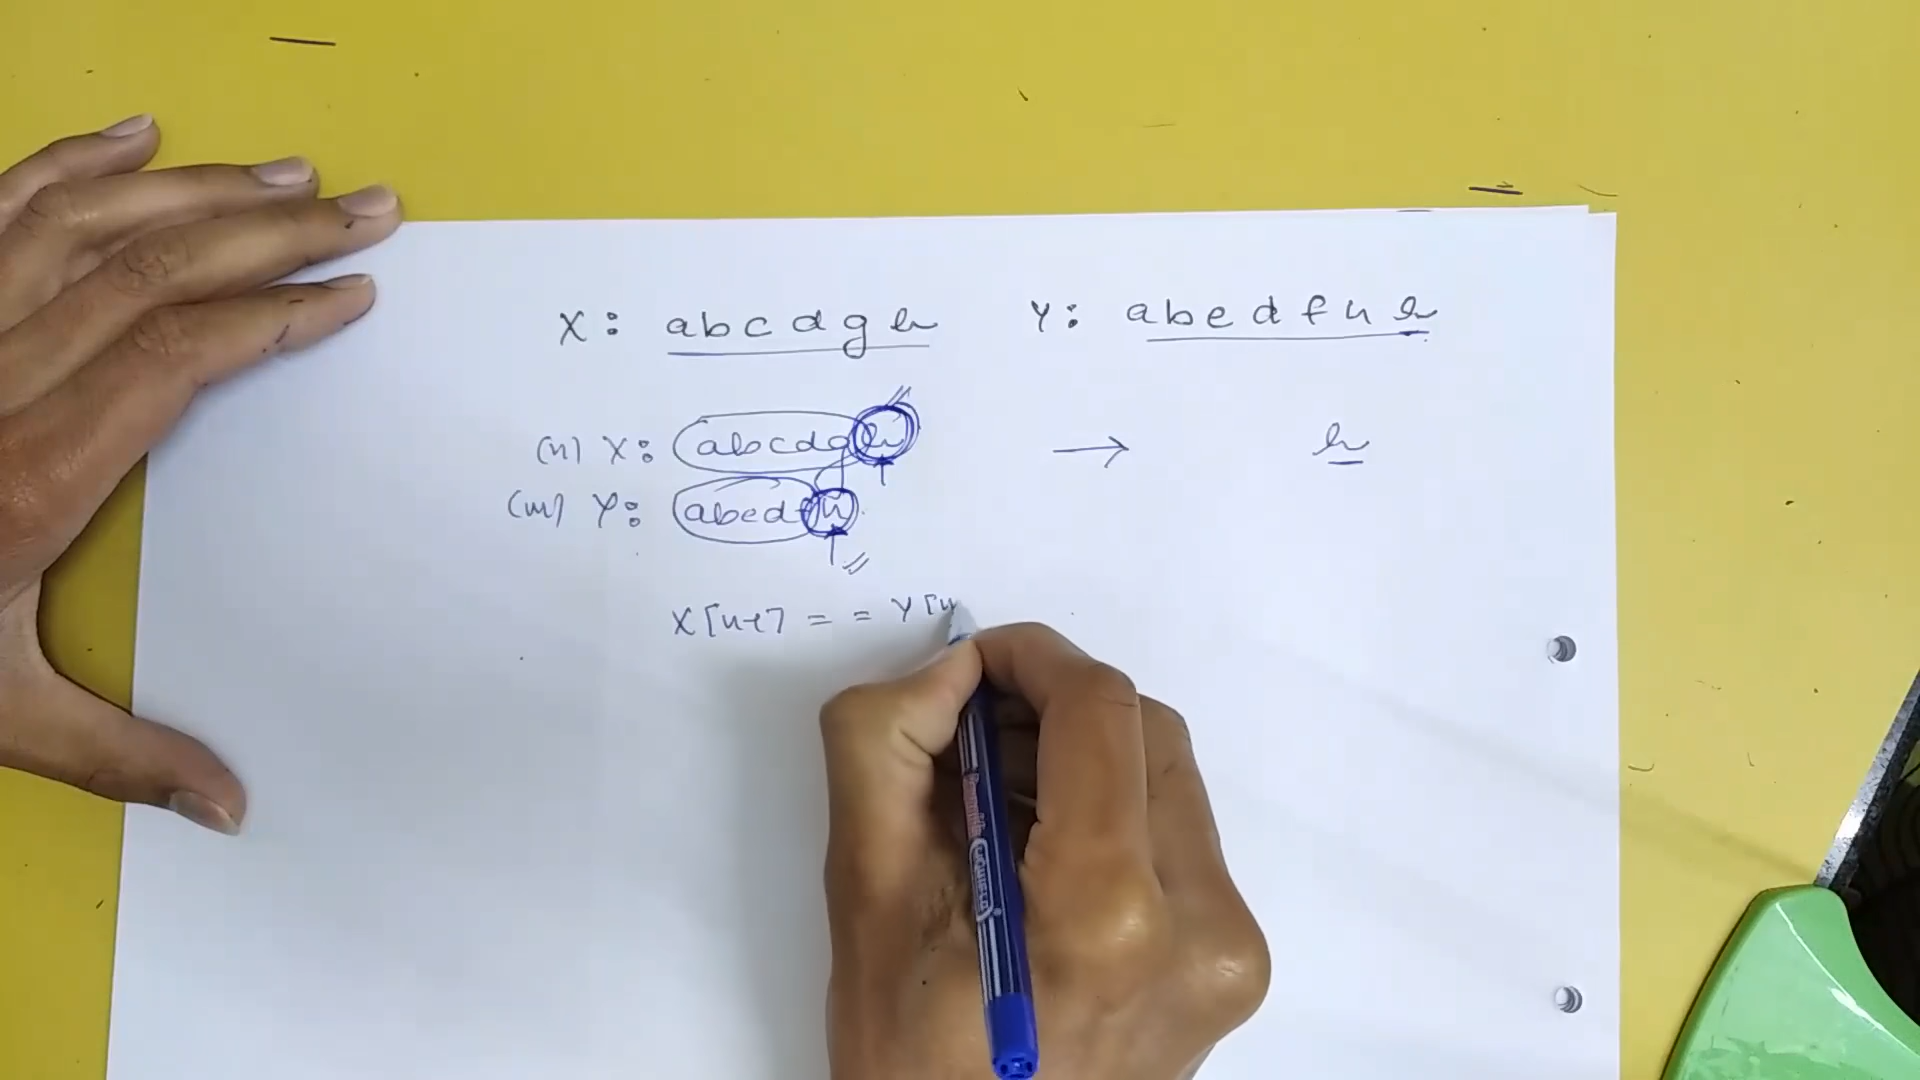 X: abcdgh Y: abedfhr
(n) X: abcdgh → h
(m) Y: abedfh
X[n-1] == Y[m